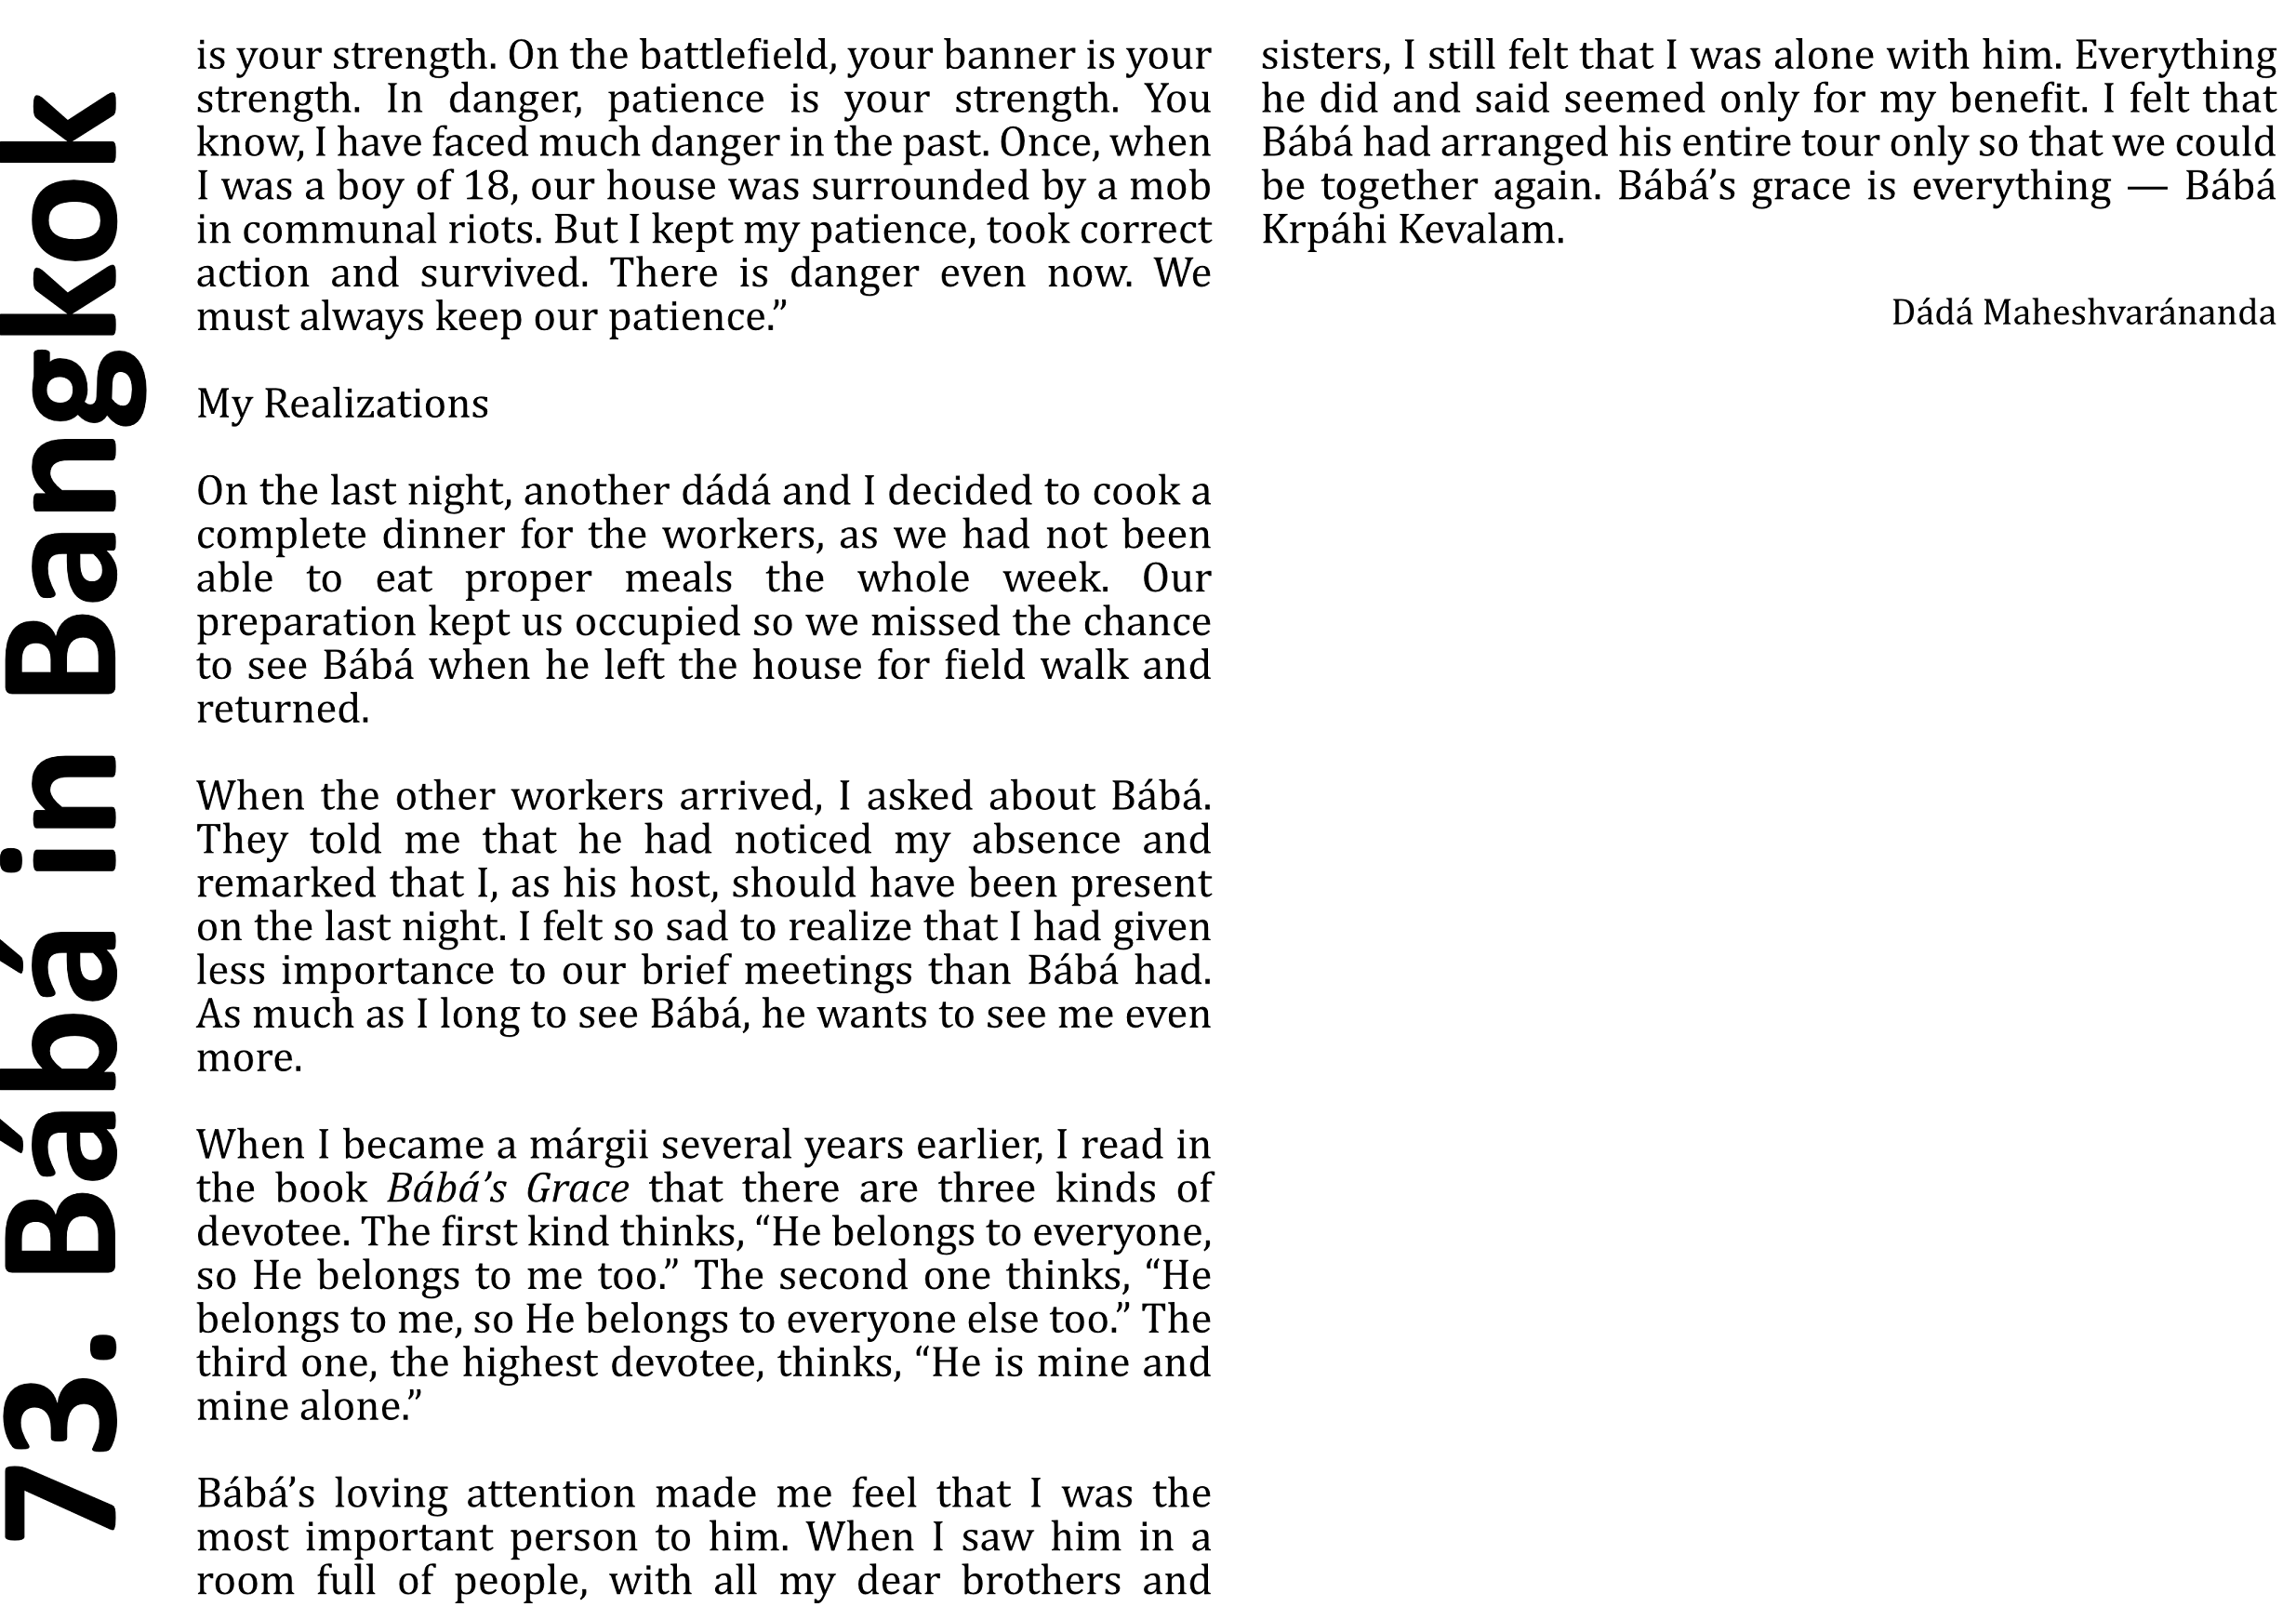 73. Bábá in Bangkok
is your strength. On the battlefield, your banner is your
strength. In danger, patience is your strength. You
know, I have faced much danger in the past. Once, when
I was a boy of 18, our house was surrounded by a mob
in communal riots. But I kept my patience, took correct
action and survived. There is danger even now. We
must always keep our patience.”
My Realizations
On the last night, another dádá and I decided to cook a
complete dinner for the workers, as we had not been
able to eat proper meals the whole week. Our
preparation kept us occupied so we missed the chance
to see Bábá when he left the house for field walk and
returned.
When the other workers arrived, I asked about Bábá.
They told me that he had noticed my absence and
remarked that I, as his host, should have been present
on the last night. I felt so sad to realize that I had given
less importance to our brief meetings than Bábá had.
As much as I long to see Bábá, he wants to see me even
more.
When I became a márgii several years earlier, I read in
the book Bábá’s Grace that there are three kinds of
devotee. The first kind thinks, “He belongs to everyone,
so He belongs to me too.” The second one thinks, “He
belongs to me, so He belongs to everyone else too.” The
third one, the highest devotee, thinks, “He is mine and
mine alone.”
Bábá’s loving attention made me feel that I was the
most important person to him. When I saw him in a
room full of people, with all my dear brothers and
sisters, I still felt that I was alone with him. Everything
he did and said seemed only for my benefit. I felt that
Bábá had arranged his entire tour only so that we could
be together again. Bábá’s grace is everything — Bábá
Krpáhi Kevalam.
Dádá Maheshvaránanda